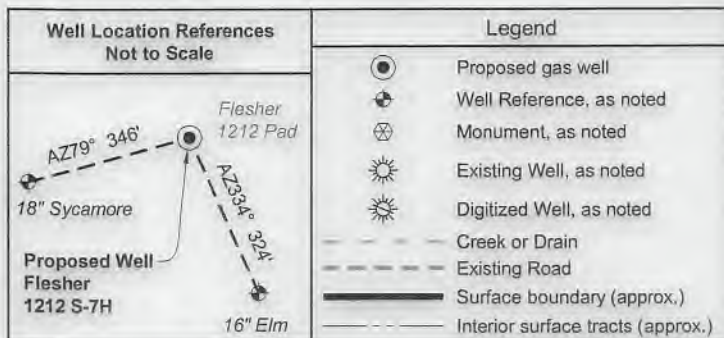 Well Location References
Not to Scale
Flesher
1212 Pad
AZ79° 346'
AZ334° 324'
18" Sycamore
Proposed Well
Flesher
1212 S-7H
16" Elm
Legend
Proposed gas well
Well Reference, as noted
Monument, as noted
Existing Well, as noted
Digitized Well, as noted
Creek or Drain
Existing Road
Surface boundary (approx.)
Interior surface tracts (approx.)